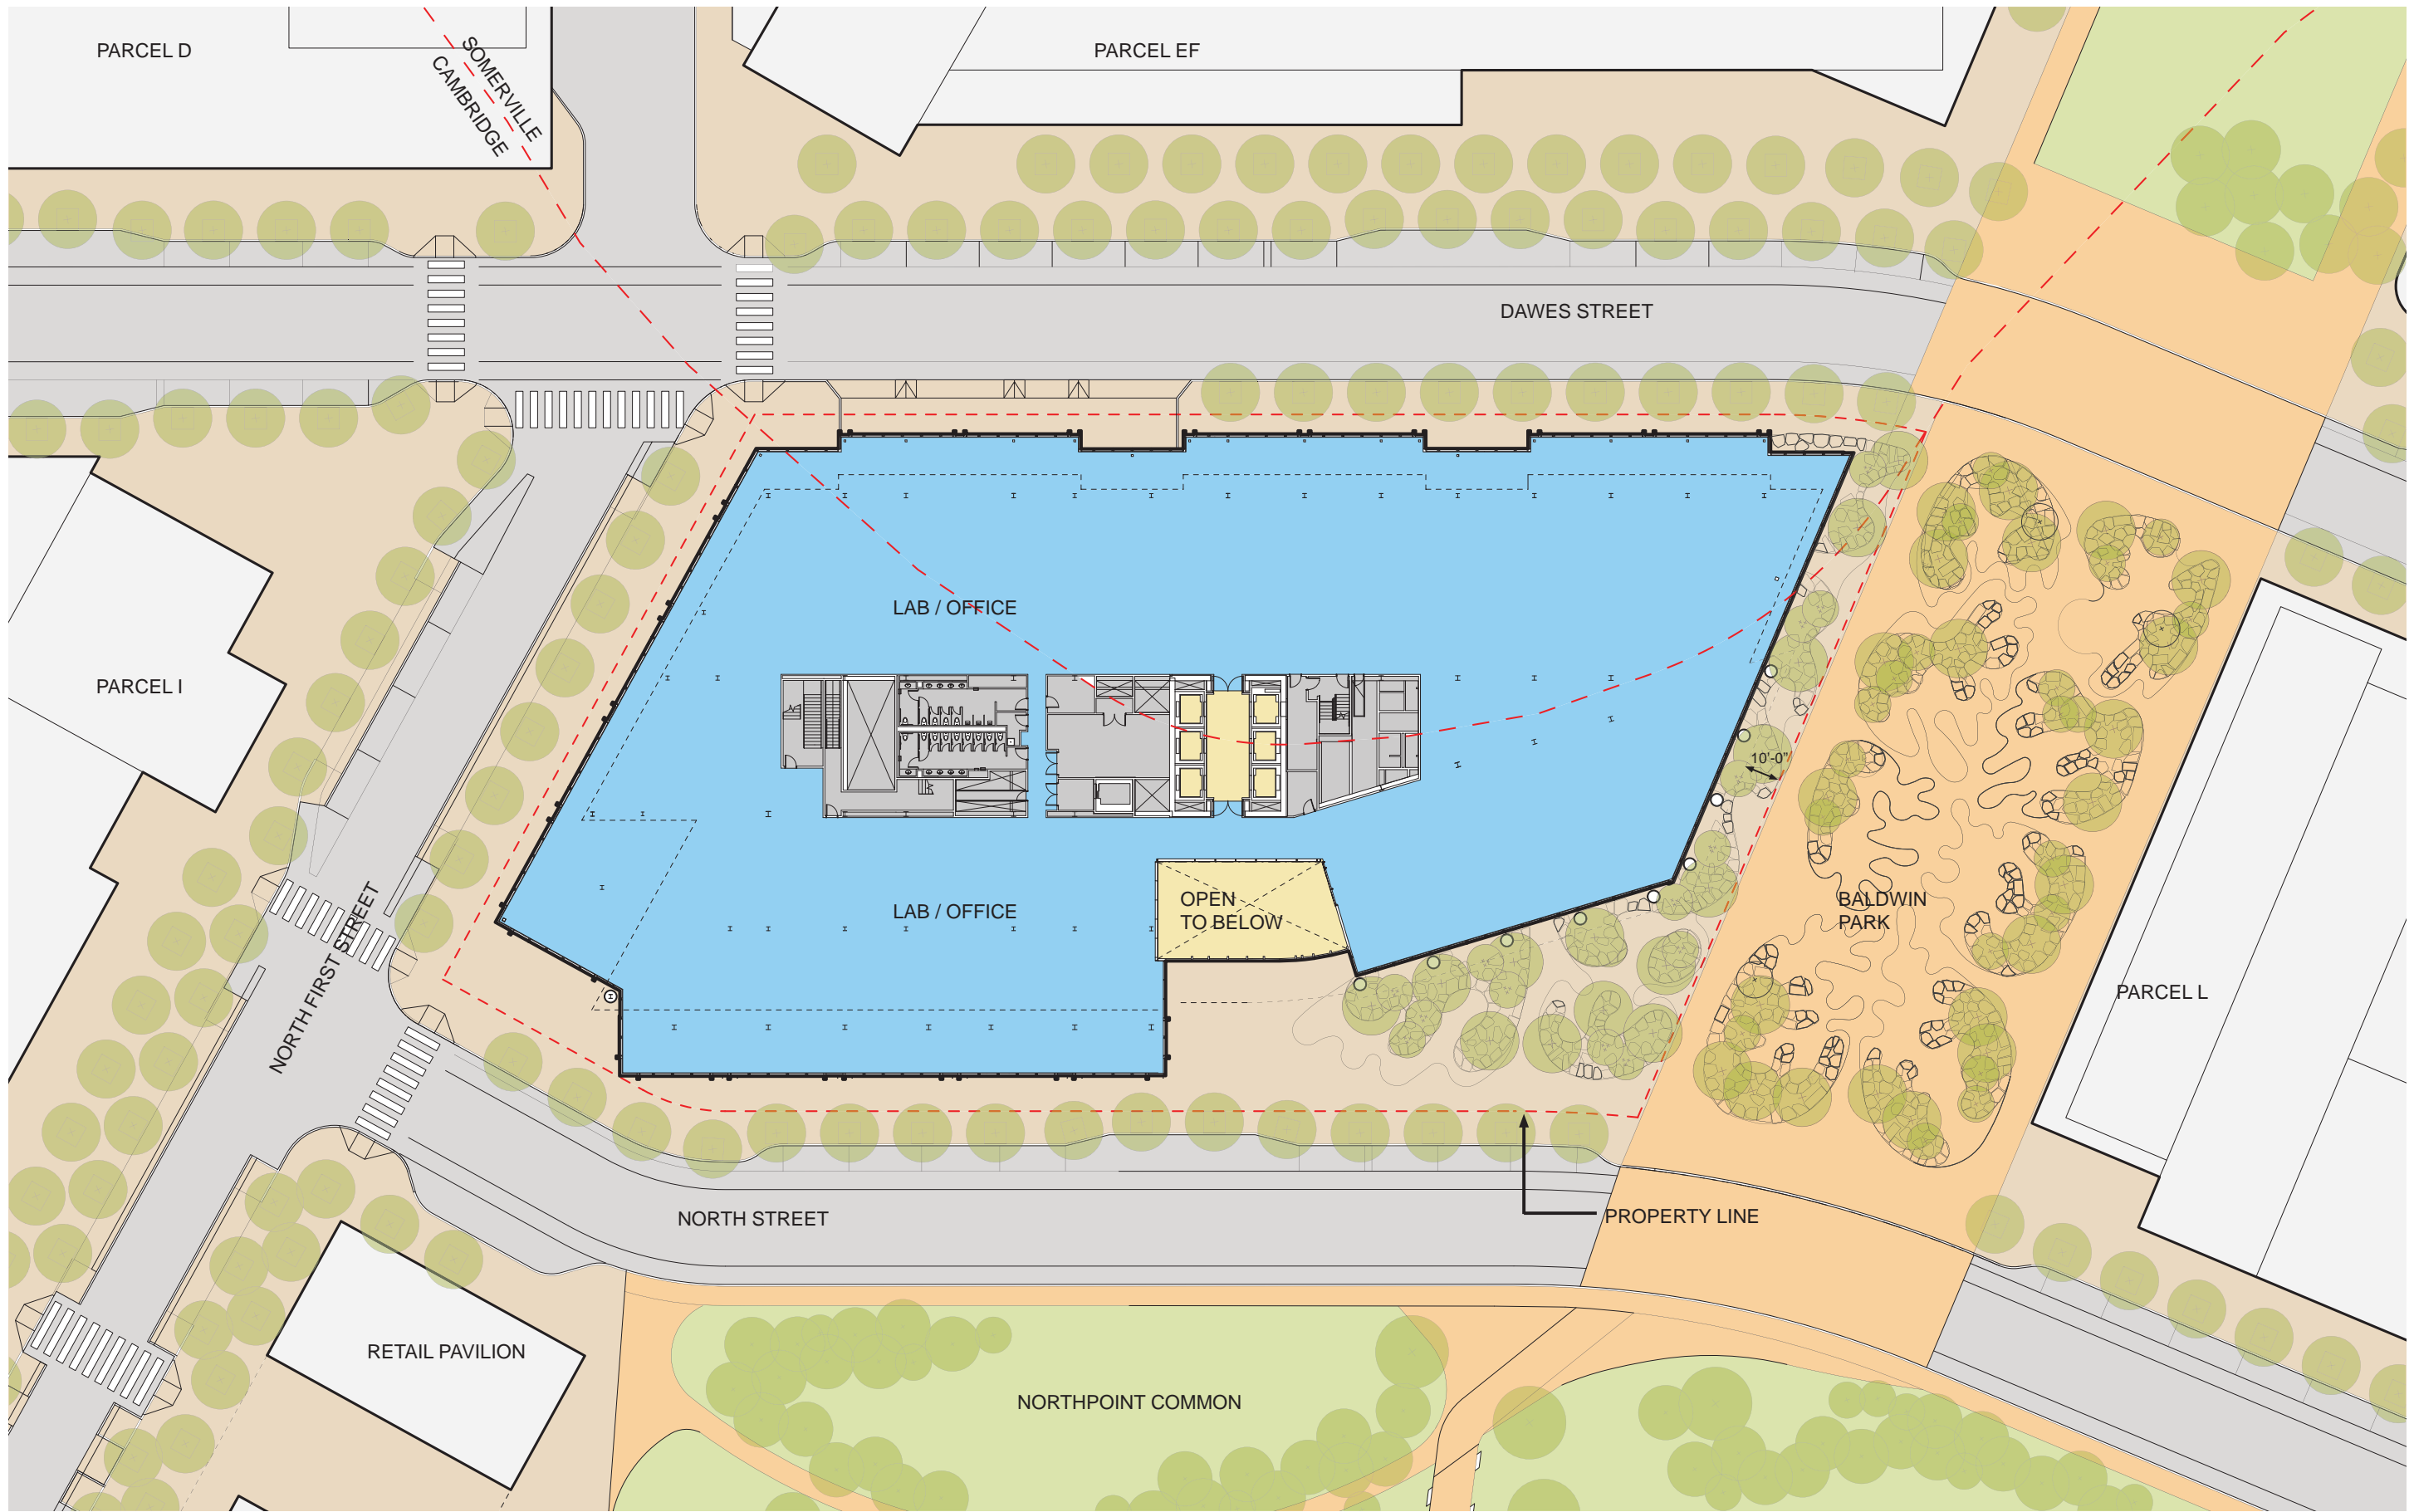 PARCEL D
SOMERVILLE
CAMBRIDGE
PARCEL EF
DAWES STREET
LAB / OFFICE
PARCEL I
10'-0"
LAB / OFFICE
OPEN
TO BELOW
BALDWIN
PARK
NORTH FIRST STREET
PARCEL L
NORTH STREET
PROPERTY LINE
RETAIL PAVILION
NORTHPOINT COMMON